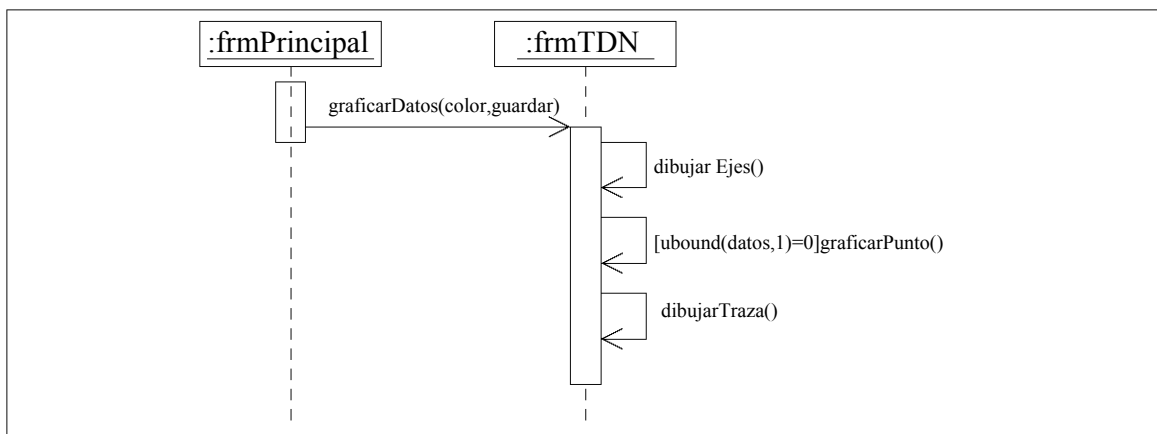 :frmPrincipal
:frmTDN
graficarDatos(color,guardar)
dibujar Ejes()
[ubound(datos,1)=0]graficarPunto()
dibujarTraza()